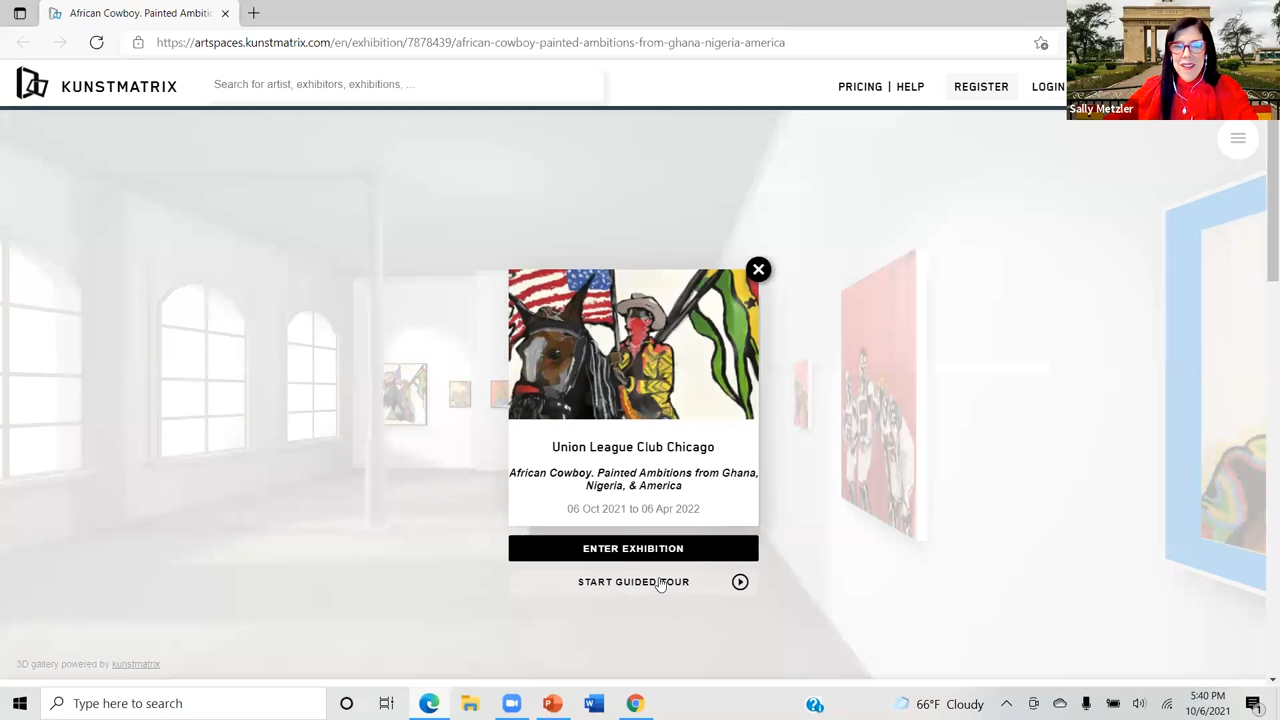 African Cowboy. Painted Ambitic
https://artspaces.kunstmatrix.com/en/exhibition/
cowboy-painted-ambitions-from-ghana-nigeria-america
KUNSTMATRIX
Search for artist, exhibitors, exhibitions, ...
PRICING | HELP
REGISTER
LOGIN
Sally Metzler
Union League Club Chicago
African Cowboy. Painted Ambitions from Ghana,
Nigeria, & America
06 Oct 2021 to 06 Apr 2022
ENTER EXHIBITION
START GUIDED TOUR
3D gallery powered by kunstmatrix
Type here to search
66°F Cloudy
5:40 PM
10/6/2021
1